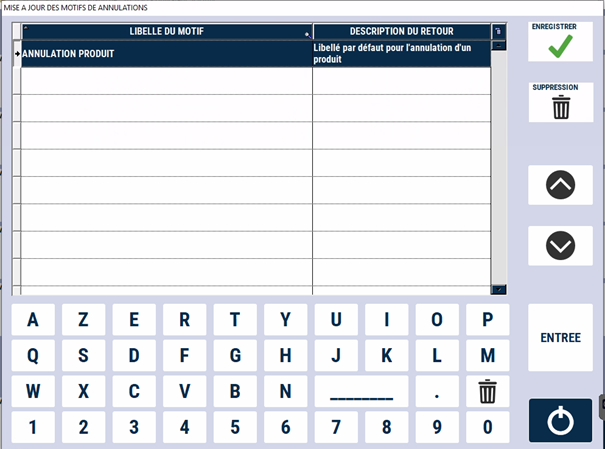 MISE A JOUR DES MOTIFS DE ANNULATIONS
LIBELLE DU MOTIF DESCRIPTION DU RETOUR
ANNULATION PRODUIT
Libellé par défaut pour l'annulation d'un
produit
ENREGISTRER
SUPPRESSION
A Z E R T Y U I O P
Q S D F G H J K L M
ENTREE
W X C V B N ________ .
1 2 3 4 5 6 7 8 9 0